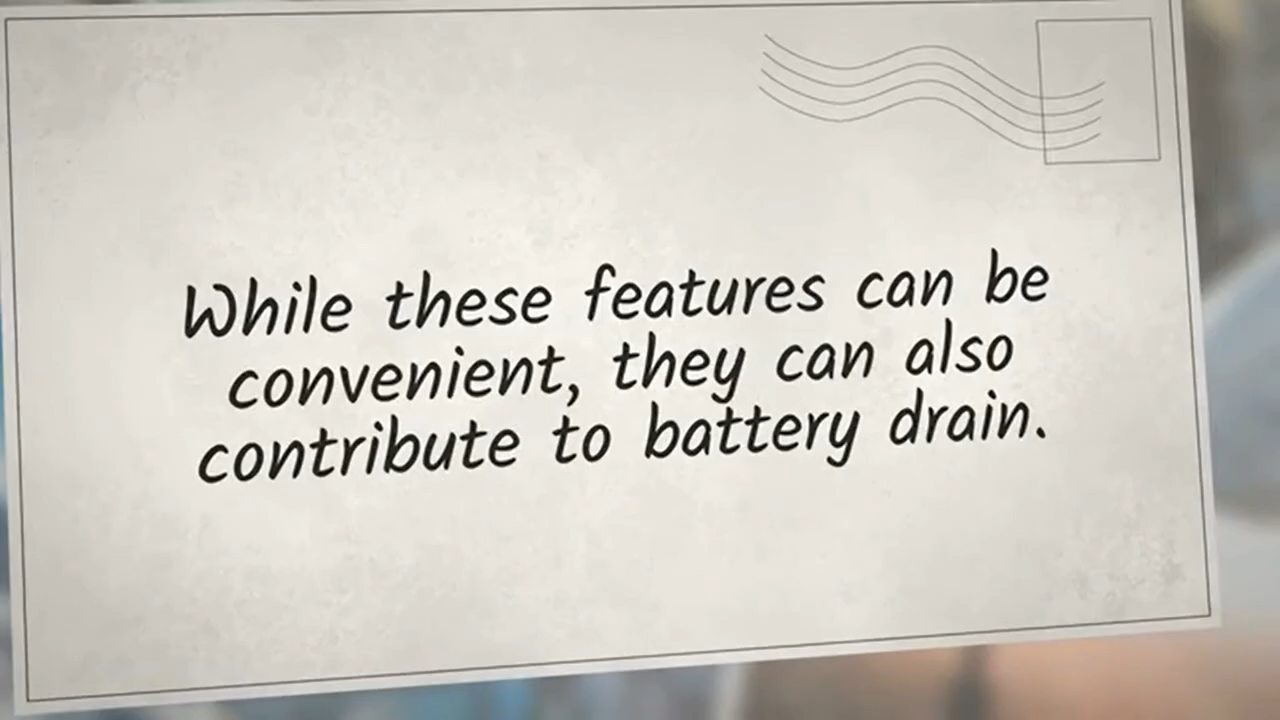 While these features can be
convenient, they can also
contribute to battery drain.